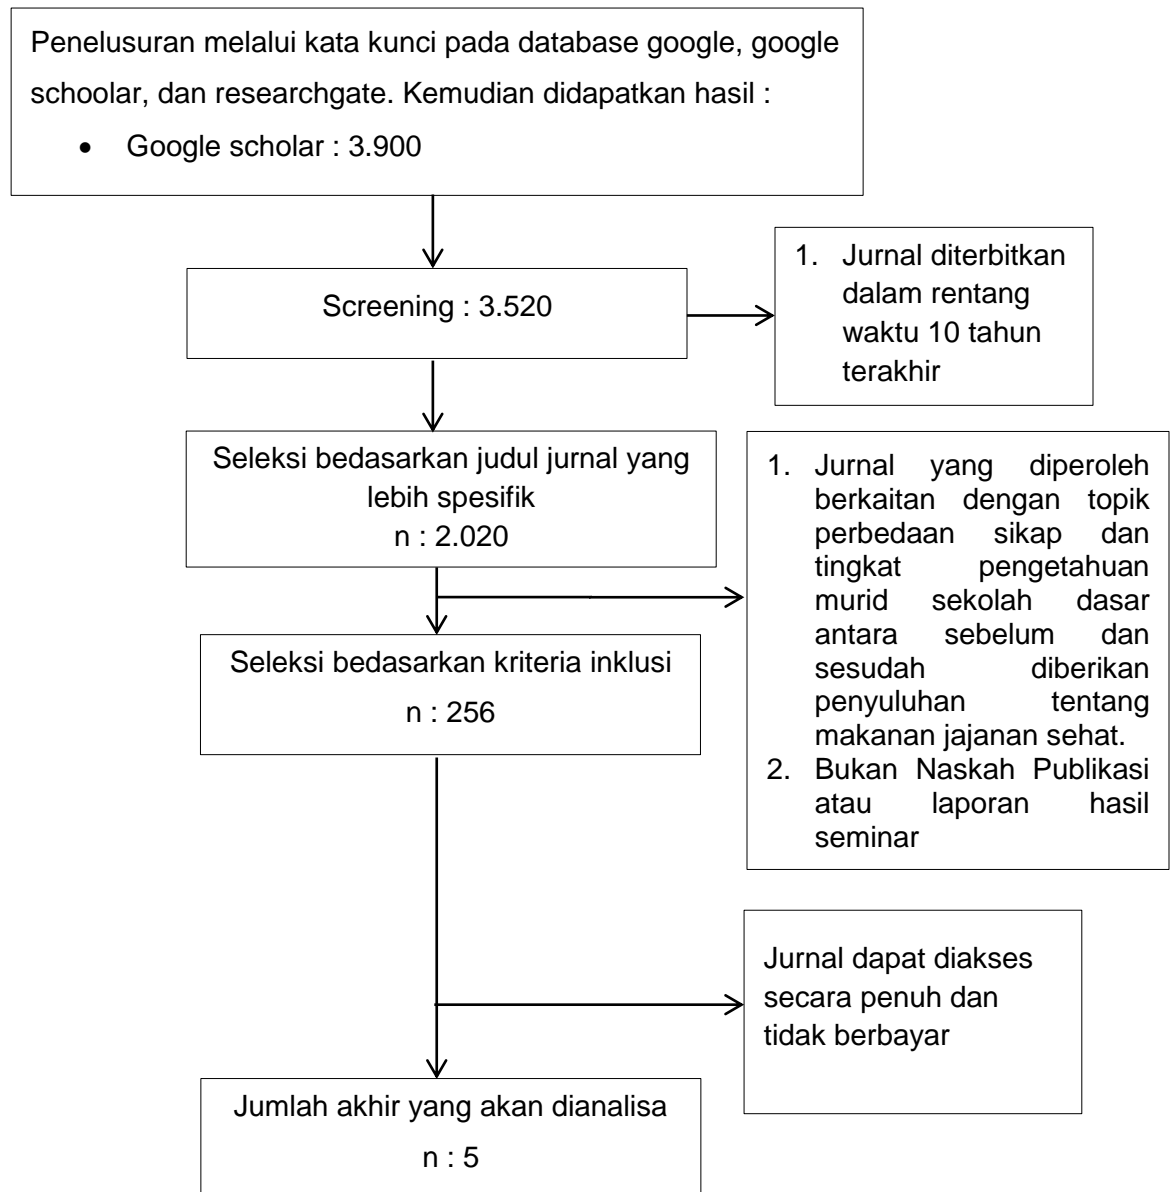 Penelusuran melalui kata kunci pada database google, google
schoolar, dan researchgate. Kemudian didapatkan hasil :
• Google scholar : 3.900
Screening : 3.520
1. Jurnal diterbitkan
dalam rentang
waktu 10 tahun
terakhir
Seleksi bedasarkan judul jurnal yang
lebih spesifik
n : 2.020
1. Jurnal yang diperoleh
berkaitan dengan topik
perbedaan sikap dan
tingkat pengetahuan
murid sekolah dasar
antara sebelum dan
sesudah diberikan
penyuluhan tentang
makanan jajanan sehat.
2. Bukan Naskah Publikasi
atau laporan hasil
seminar
Seleksi bedasarkan kriteria inklusi
n : 256
Jurnal dapat diakses
secara penuh dan
tidak berbayar
Jumlah akhir yang akan dianalisa
n : 5